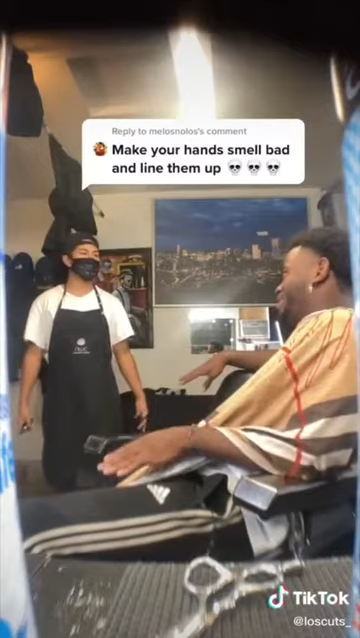 Reply to melosnolos's comment
Make your hands smell bad
and line them up 💀💀💀
TikTok
@loscuts_